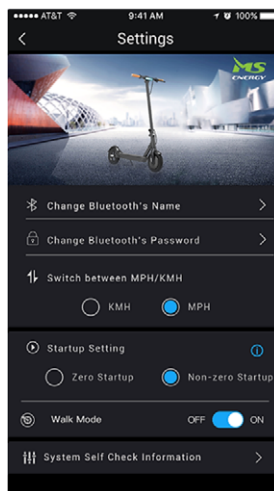 AT&T 9:41 AM 100%
Settings
MS
ENERGY
Change Bluetooth's Name
Change Bluetooth's Password
Switch between MPH/KMH
KMH MPH
Startup Setting
Zero Startup Non-zero Startup
Walk Mode OFF ON
System Self Check Information